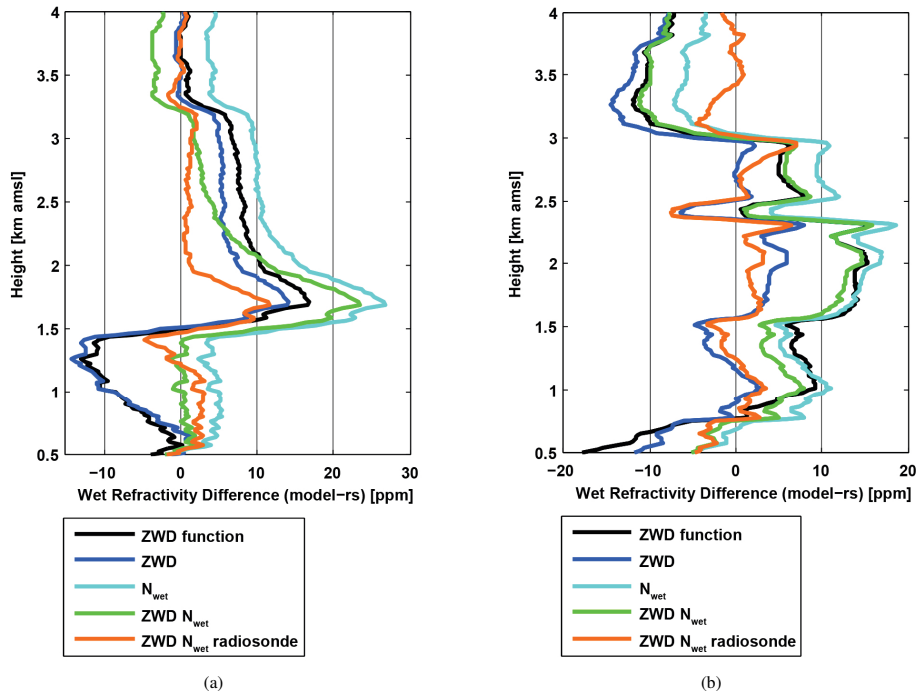 4
3.5
3
2.5
2
1.5
1
0.5
Height [km amsl]
−10 0 10 20 30
Wet Refractivity Difference (model−rs) [ppm]
ZWD function
ZWD
Nwet
ZWD Nwet
ZWD Nwet radiosonde
(a)
4
3.5
3
2.5
2
1.5
1
0.5
Height [km amsl]
−20 −10 0 10 20
Wet Refractivity Difference (model−rs) [ppm]
ZWD function
ZWD
Nwet
ZWD Nwet
ZWD Nwet radiosonde
(b)